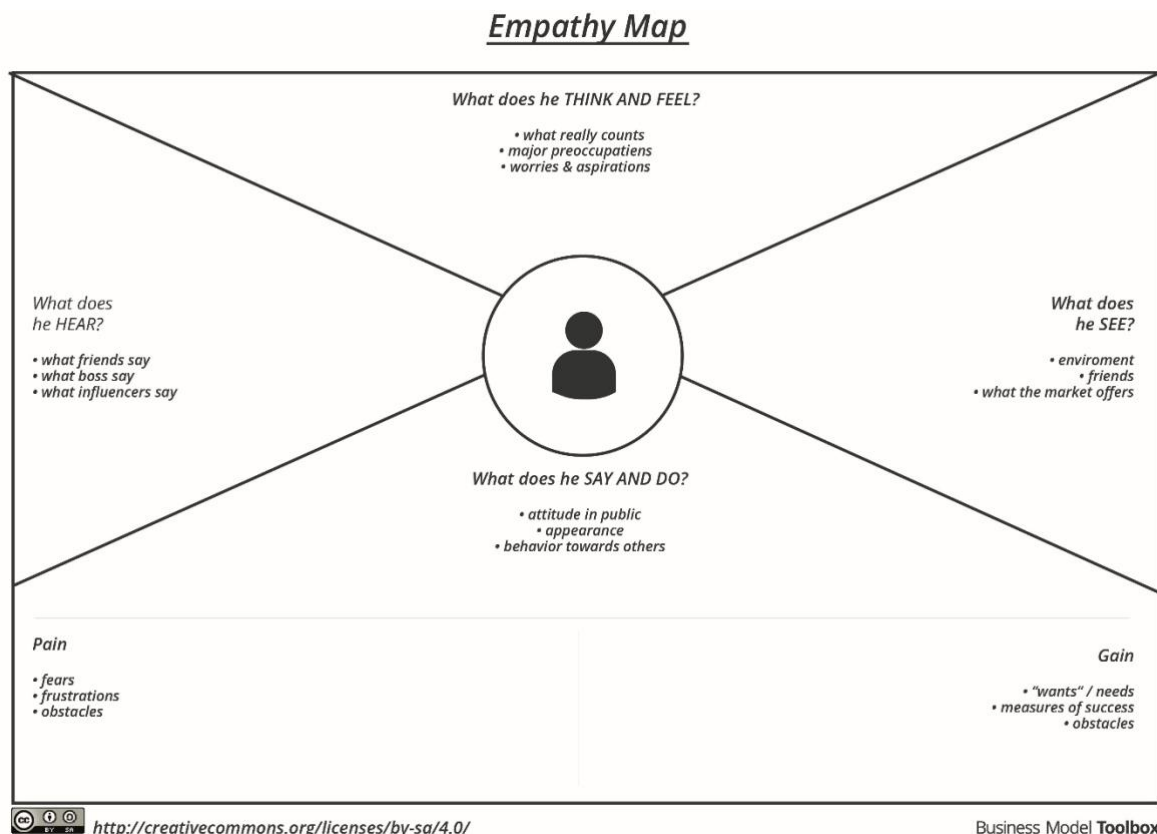 Empathy Map
What does he THINK AND FEEL?
• what really counts
• major preoccupatiens
• worries & aspirations
What does
he HEAR?
• what friends say
• what boss say
• what influencers say
What does
he SEE?
• enviroment
• friends
• what the market offers
What does he SAY AND DO?
• attitude in public
• appearance
• behavior towards others
Pain
• fears
• frustrations
• obstacles
Gain
• “wants“ / needs
• measures of success
• obstacles
cc BY SA
http://creativecommons.org/licenses/by-sa/4.0/
Business Model Toolbox